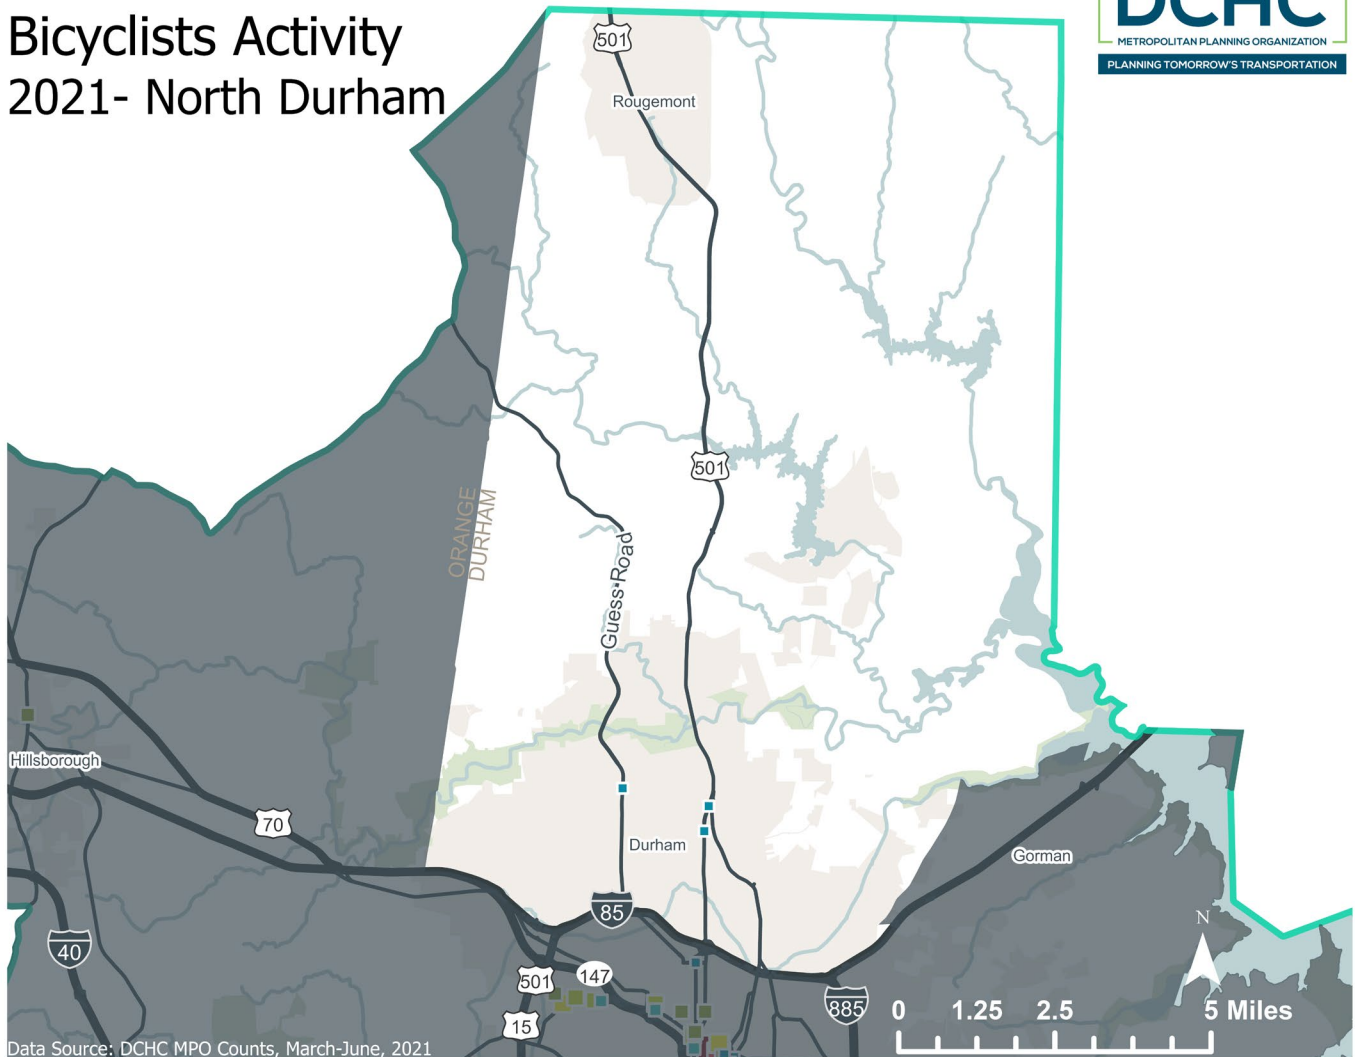 Bicyclists Activity
2021- North Durham
DCHC
METROPOLITAN PLANNING ORGANIZATION
PLANNING TOMORROW'S TRANSPORTATION
501
Rougemont
501
ORANGE
DURHAM
Guess Road
Hillsborough
70
Durham
Gorman
85
N
40
501
147
15
885
0 1.25 2.5 5 Miles
Data Source: DCHC MPO Counts, March-June, 2021